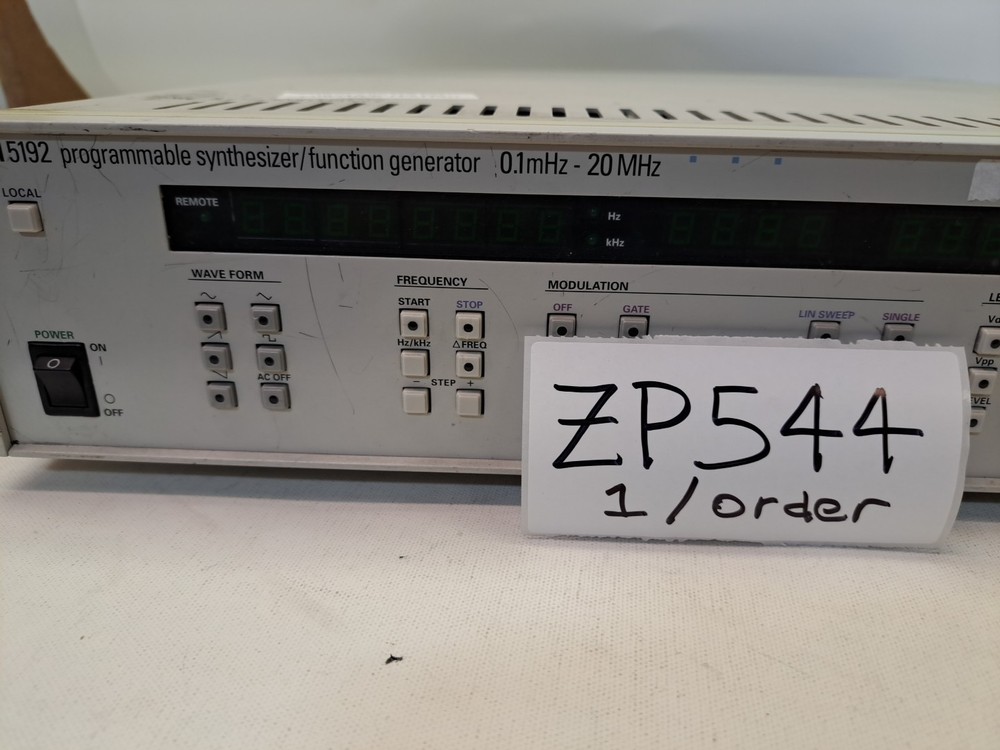 5192 programmable synthesizer/function generator 0.1mHz - 20 MHz
LOCAL
REMOTE
Hz
kHz
WAVE FORM
FREQUENCY
START STOP
Hz/kHz ΔFREQ
- STEP +
AC OFF
MODULATION
OFF GATE LIN SWEEP SINGLE
Vpp
POWER
ON
OFF
ZP544
1/order